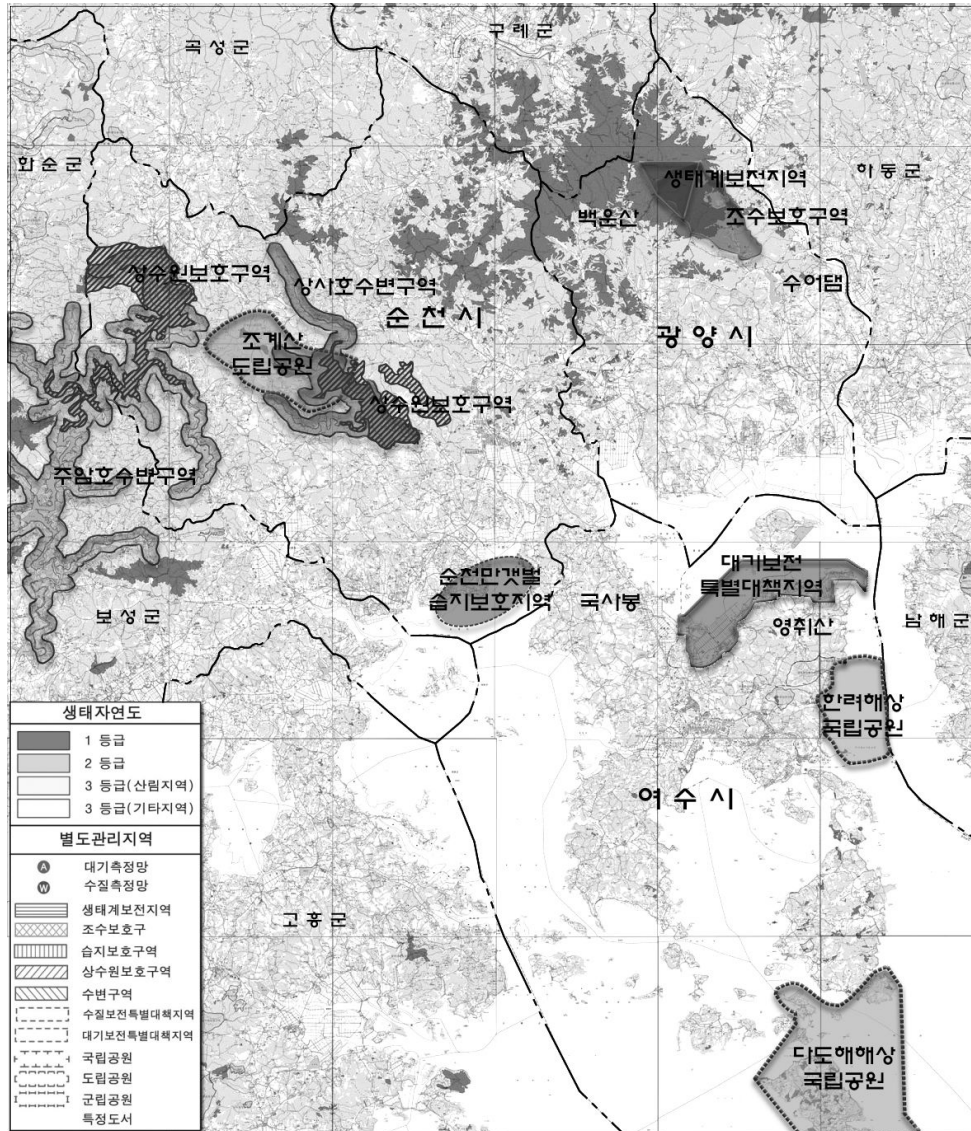 곡성군
구례군
화순군
하동군
생태계보전지역
백운산
조수보호구역
수어댐
상수원보호구역
상사호수변구역
순천시
광양시
조계산
도립공원
상수원보호구역
주암호수변구역
순천만갯벌
습지보호지역
국사봉
대기보전
특별대책지역
영취산
보성군
남해군
한려해상
국립공원
여수시
고흥군
다도해해상
국립공원
생태자연도
1 등급
2 등급
3 등급(산림지역)
3 등급(기타지역)
별도관리지역
A 대기측정망
W 수질측정망
생태계보전지역
조수보호구
습지보호구역
상수원보호구역
수변구역
수질보전특별대책지역
대기보전특별대책지역
국립공원
도립공원
군립공원
특정도서